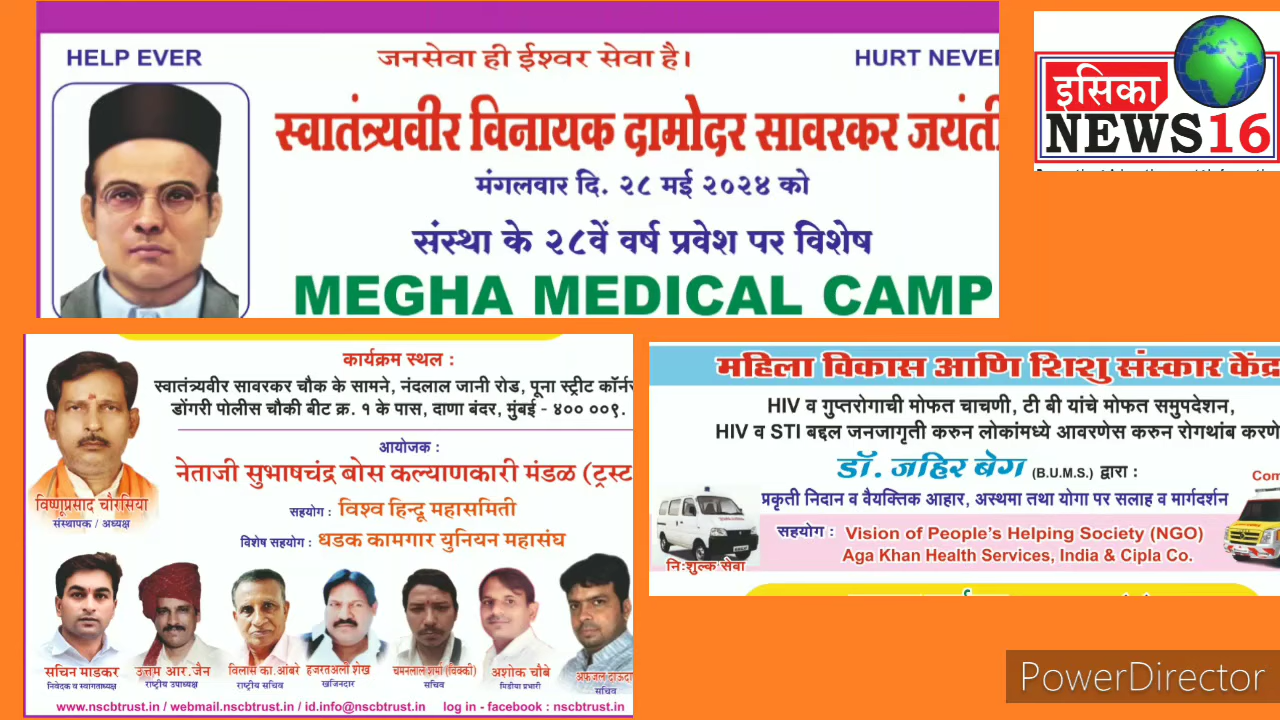 HELP EVER
जनसेवा ही ईश्वर सेवा है।
HURT NEVER
स्वातंत्र्यवीर विनायक दामोदर सावरकर जयंती
मंगलवार दि. २८ मई २०२४ को
संस्था के २८वें वर्ष प्रवेश पर विशेष
MEGHA MEDICAL CAMP
इसिका
NEWS16
कार्यक्रम स्थल :
स्वातंत्र्यवीर सावरकर चौक के सामने, नंदलाल जानी रोड, पूना स्ट्रीट कॉर्नर
डोंगरी पोलीस चौकी बीट क्र. १ के पास, दाणा बंदर, मुंबई - ४०० ००९.
आयोजक :
नेताजी सुभाषचंद्र बोस कल्याणकारी मंडळ (ट्रस्ट
सहयोग : विश्व हिन्दू महासमिती
विशेष सहयोग : धडक कामगार युनियन महासंघ
विष्णूप्रसाद चौरसिया
संस्थापक / अध्यक्ष
सचिन माडकर
निवेदक व स्वागताध्यक्ष
उत्तम आर.जैन
राष्ट्रीय उपाध्यक्ष
विलास का.आंबरे
राष्ट्रीय सचिव
हजरतअली शेख
खजिनदार
चमनलाल शर्मा (विक्की)
सचिव
अशोक चौबे
मिडीया प्रभारी
अफजल दाऊदा
सचिव
www.nscbtrust.in / webmail.nscbtrust.in / id.info@nscbtrust.in log in - facebook : nscbtrust.in
महिला विकास आणि शिशु संस्कार केंद्र
HIV व गुप्तरोगाची मोफत चाचणी, टी बी यांचे मोफत समुपदेशन,
HIV व STI बद्दल जनजागृती करुन लोकांमध्ये आवरणेस करुन रोगथांब करणे
डॉ. जहिर बेग (B.U.M.S.) द्वारा :
प्रकृती निदान व वैयक्तिक आहार, अस्थमा तथा योगा पर सलाह व मार्गदर्शन
Com
सहयोग : Vision of People's Helping Society (NGO)
Aga Khan Health Services, India & Cipla Co.
निःशुल्क सेवा
PowerDirector